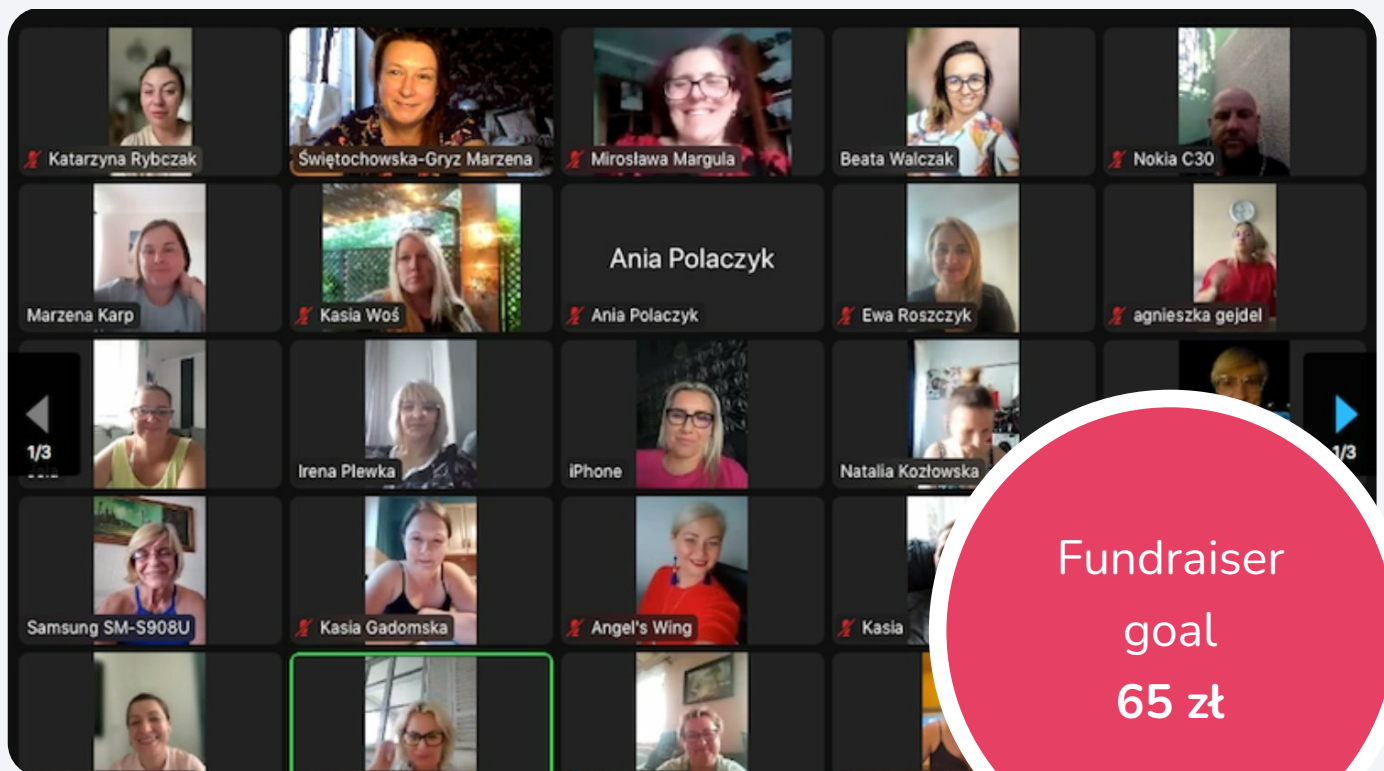 Katarzyna Rybczak
Świętochowska-Gryz Marzena
Mirosława Margula
Beata Walczak
Nokia C30
Marzena Karp
Kasia Woś
Ania Polaczyk
Ania Polaczyk
Ewa Roszczyk
agnieszka gejdel
1/3
Irena Plewka
iPhone
Natalia Kozłowska
1/3
Samsung SM-S908U
Kasia Gadomska
Angel's Wing
Kasia
Fundraiser
goal
65 zł